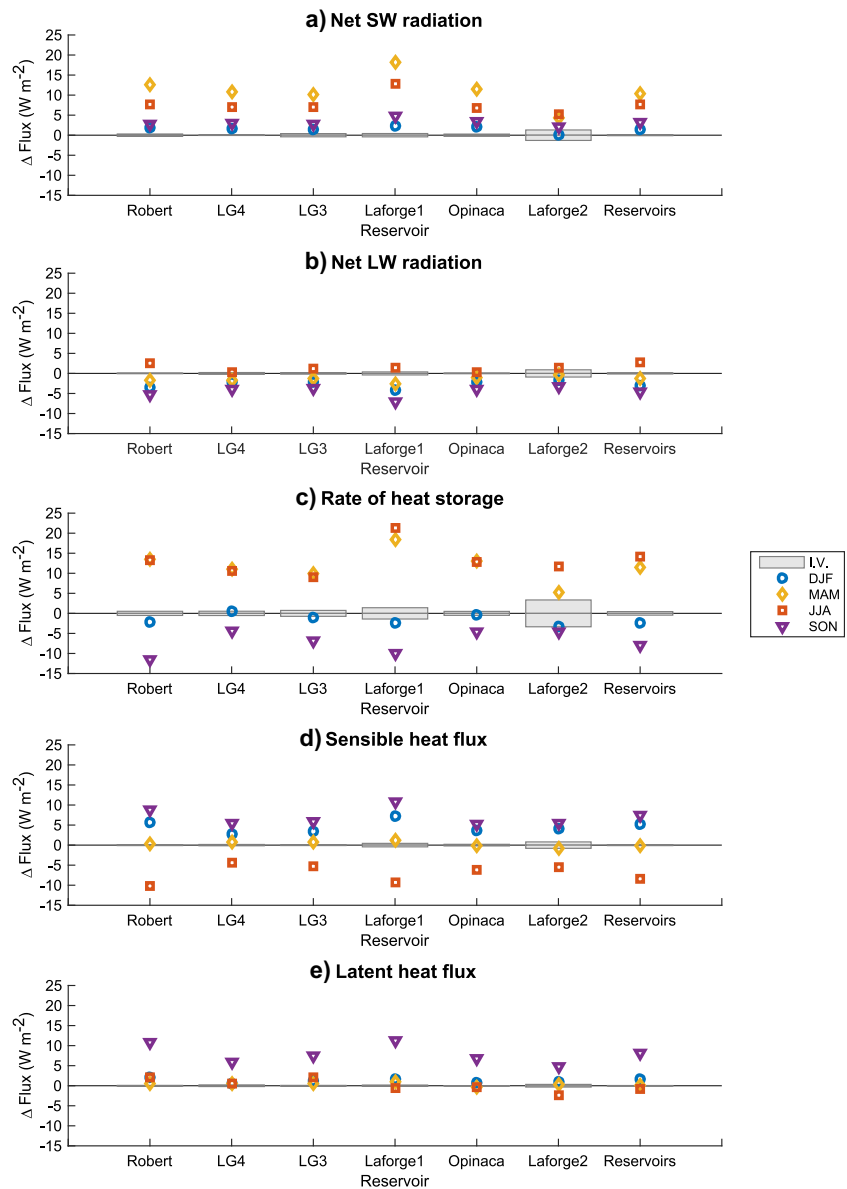 a) Net SW radiation
25
20
15
10
5
0
-5
-10
-15
Δ Flux (W m-2)
Robert LG4 LG3 Laforge1 Opinaca Laforge2 Reservoirs
Reservoir
b) Net LW radiation
25
20
15
10
5
0
-5
-10
-15
Δ Flux (W m-2)
Robert LG4 LG3 Laforge1 Opinaca Laforge2 Reservoirs
Reservoir
c) Rate of heat storage
25
20
15
10
5
0
-5
-10
-15
Δ Flux (W m-2)
Robert LG4 LG3 Laforge1 Opinaca Laforge2 Reservoirs
Reservoir
I.V.
DJF
MAM
JJA
SON
d) Sensible heat flux
25
20
15
10
5
0
-5
-10
-15
Δ Flux (W m-2)
Robert LG4 LG3 Laforge1 Opinaca Laforge2 Reservoirs
Reservoir
e) Latent heat flux
25
20
15
10
5
0
-5
-10
-15
Δ Flux (W m-2)
Robert LG4 LG3 Laforge1 Opinaca Laforge2 Reservoirs
Reservoir